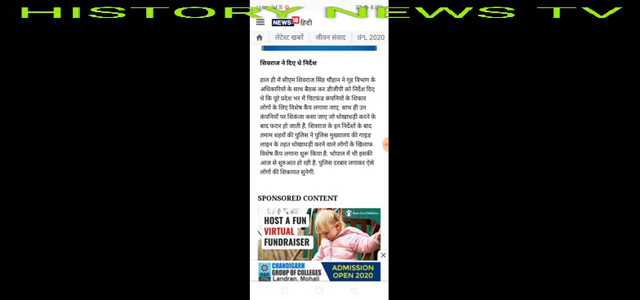 HISTORY NEWS TV
NEWS18 हिंदी
लेटेस्ट खबरें जीवन संवाद IPL 2020
शिवराज ने दिए थे निर्देश
हाल ही में सीएम शिवराज सिंह चौहान ने गृह विभाग के
अधिकारियों के साथ बैठक कर डीजीपी को निर्देश दिए
थे कि पूरे प्रदेश भर में चिटफंड कंपनियों के शिकार
लोगों के लिए विशेष कैंप लगाया जाए. साथ ही उन
कंपनियों पर शिकंजा कसा जाए जो धोखाधड़ी करने के
बाद फरार हो जाती हैं. शिवराज के इन निर्देशों के बाद
तमाम शहरों की पुलिस ने पुलिस मुख्यालय की गाइड
लाइन के तहत धोखाधड़ी करने वाले लोगों के खिलाफ
विशेष कैंप लगाना शुरू किया है. भोपाल में भी इसकी
आज से शुरुआत हो रही है. पुलिस दरबार लगाकर ऐसे
लोगों की शिकायत सुनेगी.
SPONSORED CONTENT
Save the Children
HOST A FUN
VIRTUAL
FUNDRAISER
CHANDIGARH
GROUP OF COLLEGES
Landran, Mohali
ADMISSION
OPEN 2020